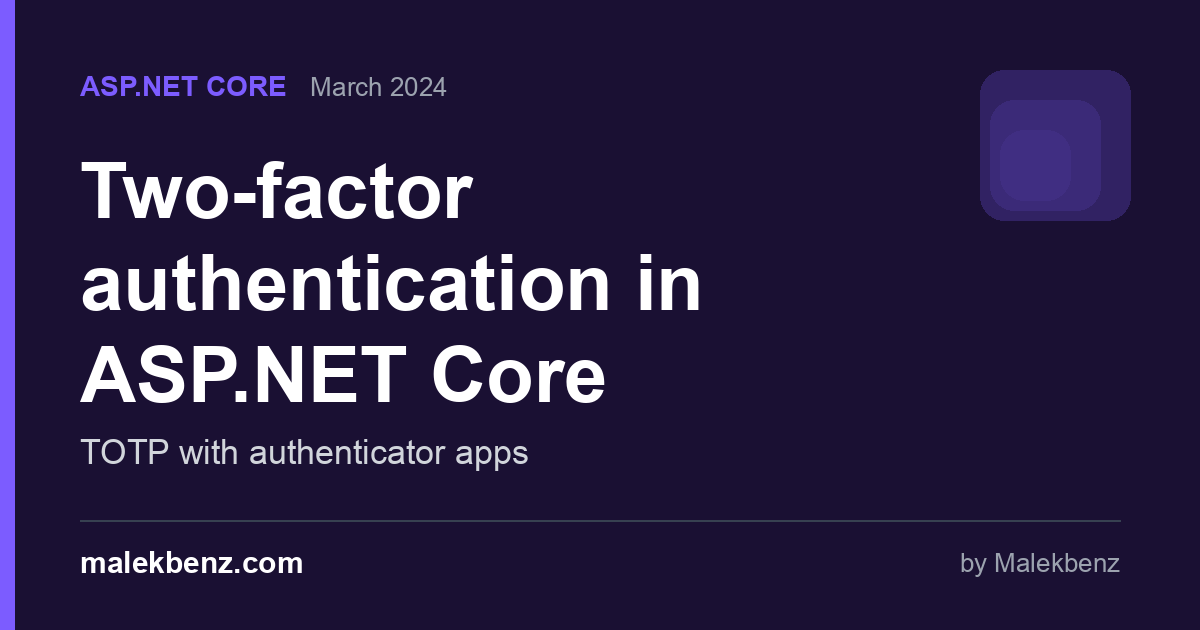 ASP.NET CORE March 2024
Two-factor
authentication in
ASP.NET Core
TOTP with authenticator apps
malekbenz.com by Malekbenz